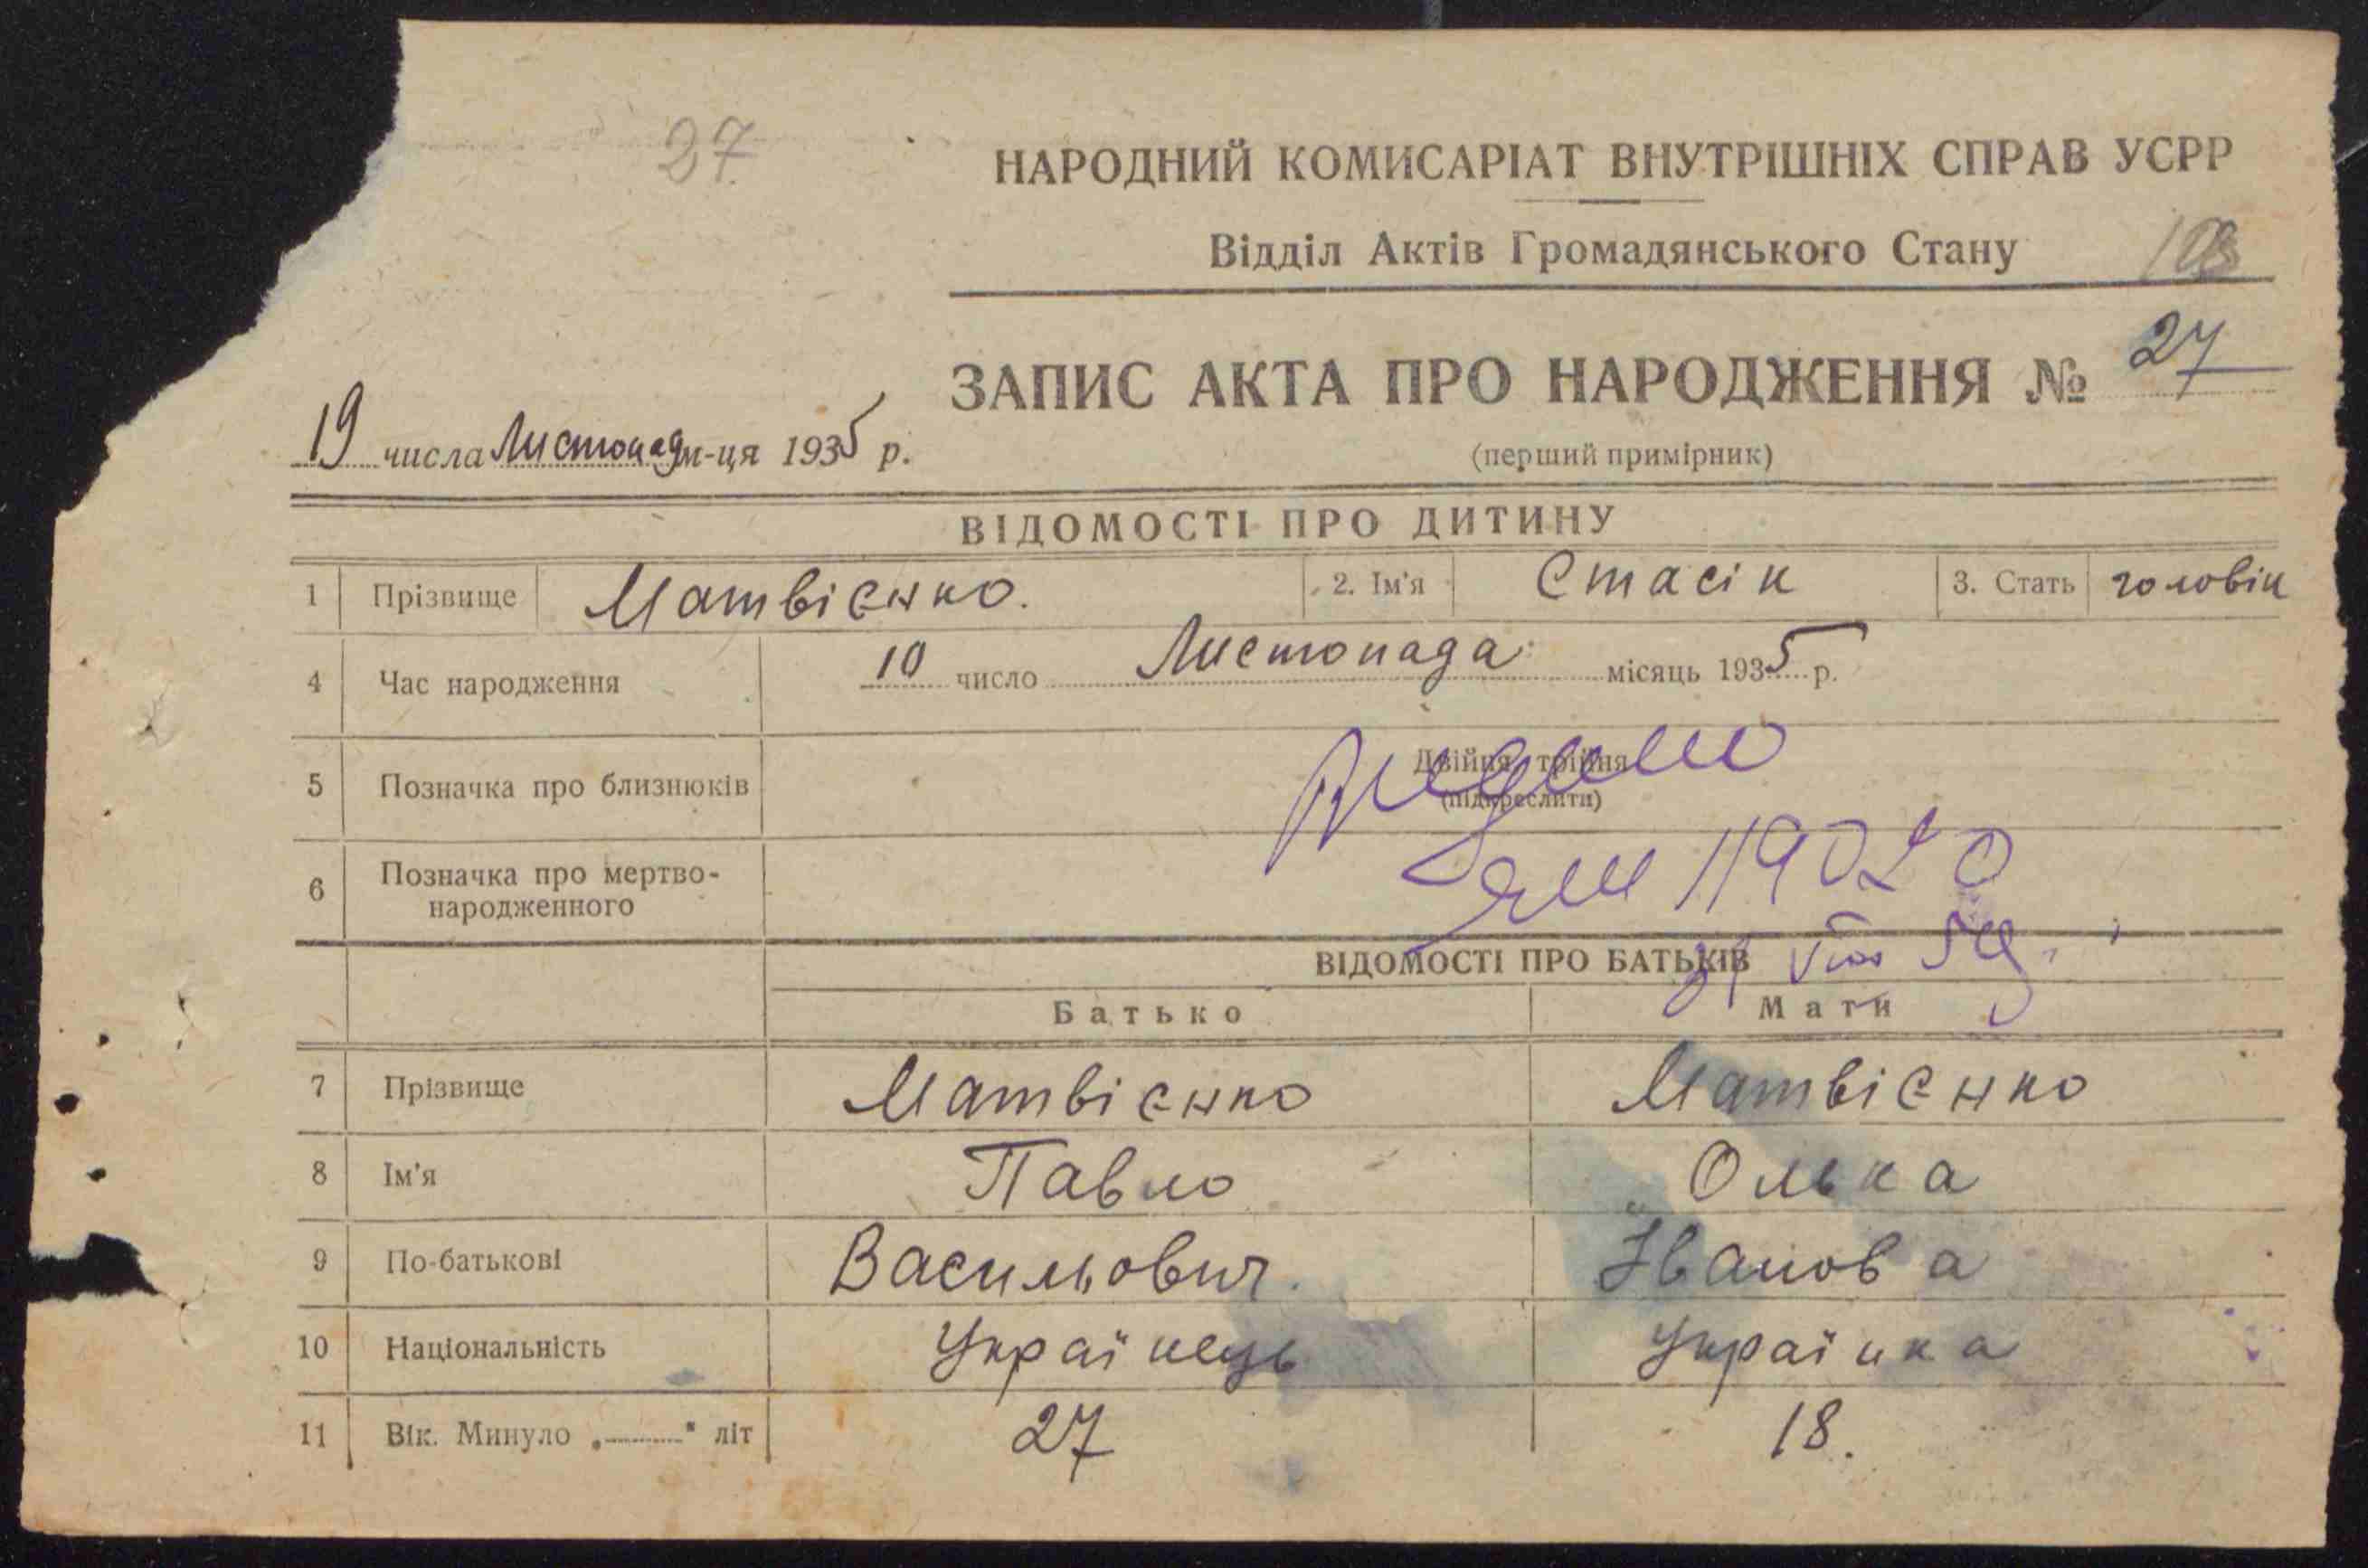 27
НАРОДНИЙ КОМИСАРІАТ ВНУТРІШНІХ СПРАВ УСРР
Відділ Актів Громадянського Стану
ЗАПИС АКТА ПРО НАРОДЖЕННЯ № 27
19 числа Листопад м-ця 1935 р.
(перший примірник)
ВІДОМОСТІ ПРО ДИТИНУ
1 Прізвище Матвієнко. 2. Ім'я Стасік 3. Стать чоловік
4 Час народження 10 число Листопада місяць 1935 р.
5 Позначка про близнюків Двійня, трійня
(підкреслити)
6 Позначка про мертво-
народженного
119020
ВІДОМОСТІ ПРО БАТЬКІВ
Батько Мати
7 Прізвище Матвієнко Матвієнко
8 Ім'я Павло Олька
9 По-батькові Васильович. Іванова
10 Національність Українець Українка
11 Вік. Минуло „ " літ 27 18.